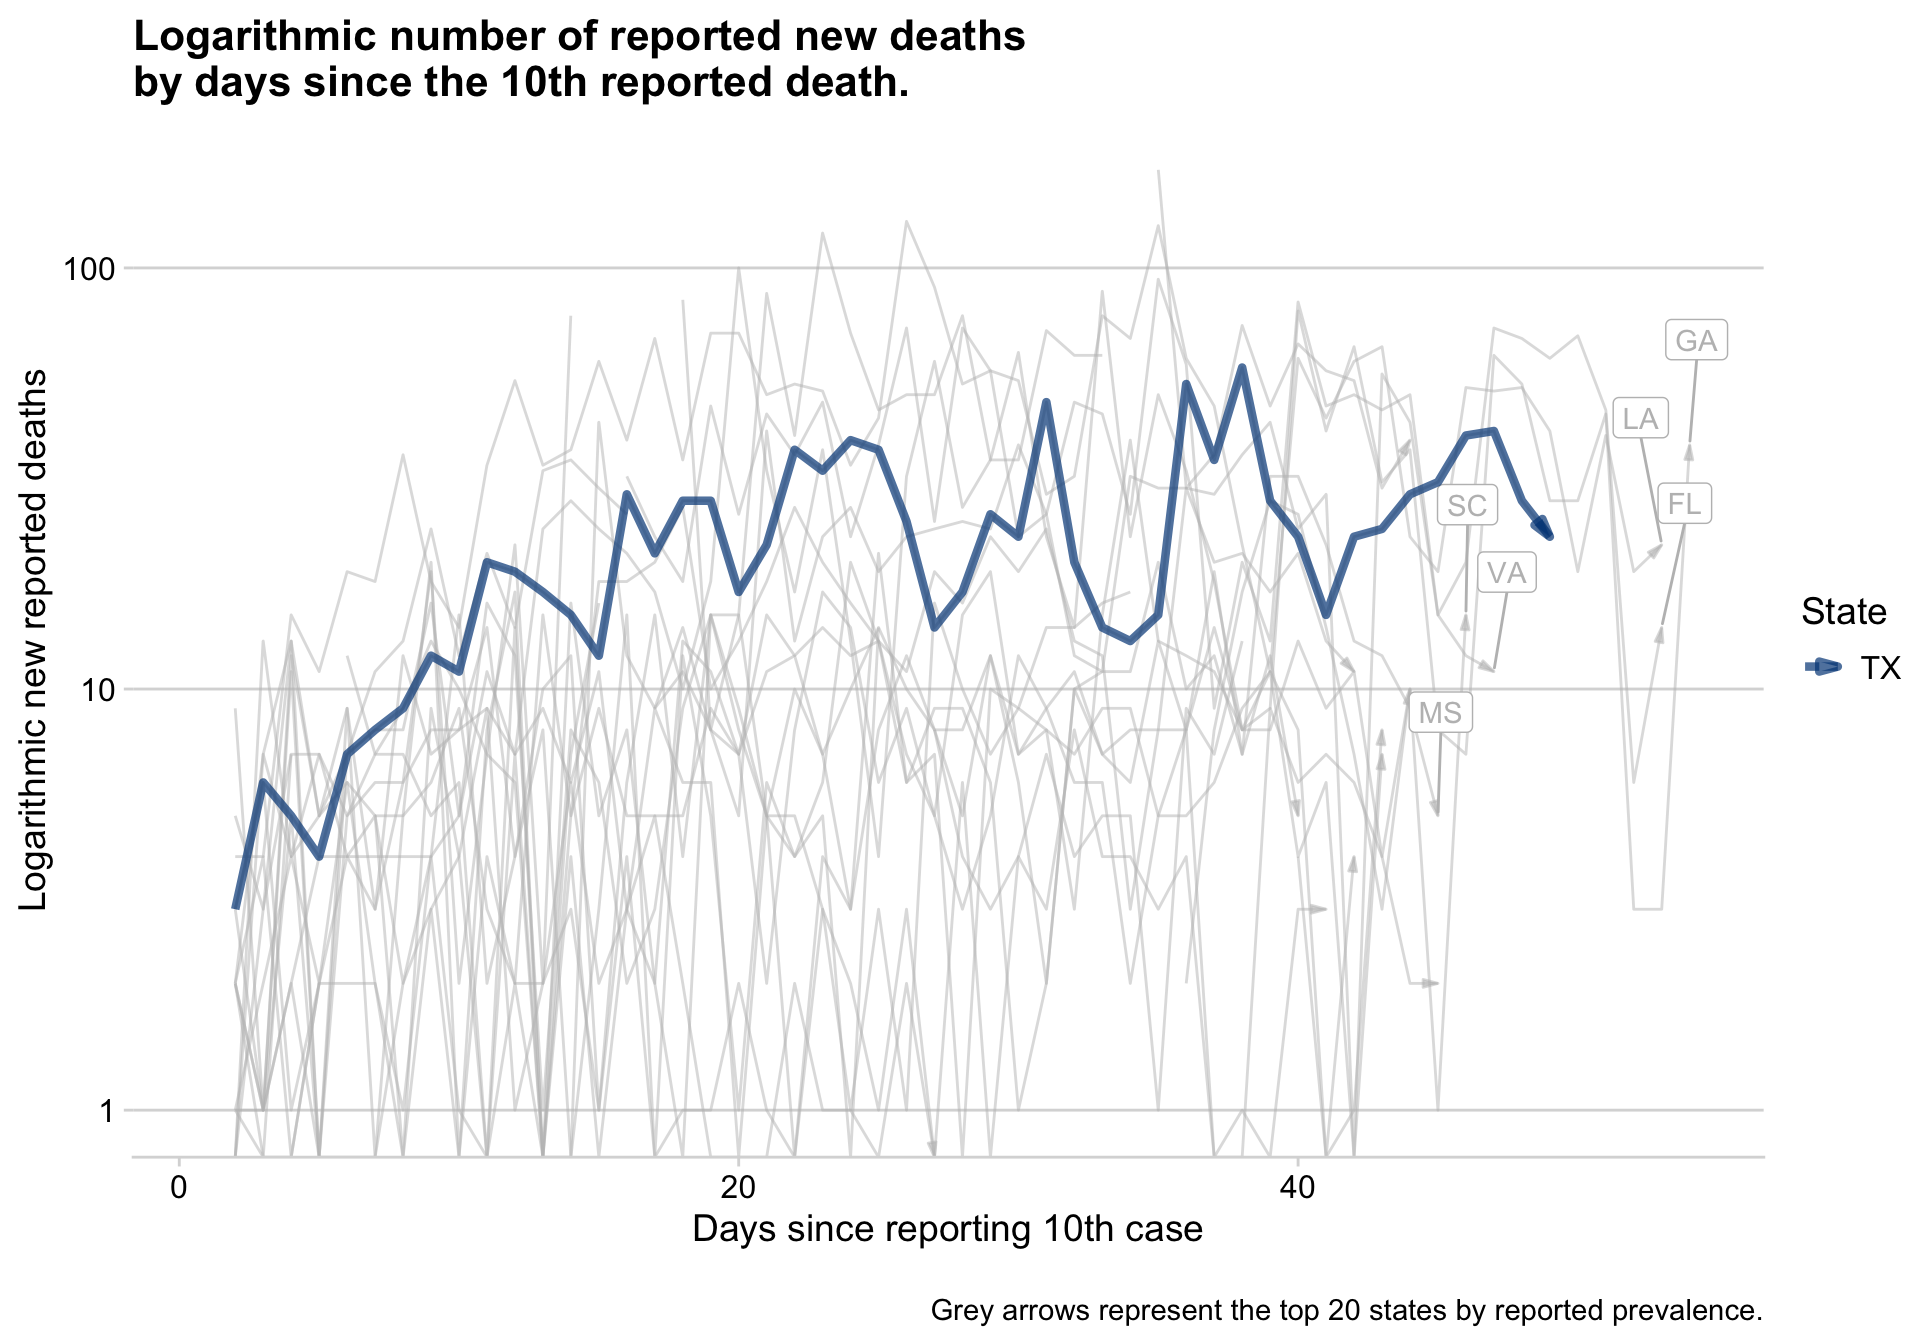 Logarithmic number of reported new deaths
by days since the 10th reported death.
Logarithmic new reported deaths
100
10
1
GA
LA
FL
SC
VA
MS
State
TX
0
20
40
Days since reporting 10th case
Grey arrows represent the top 20 states by reported prevalence.